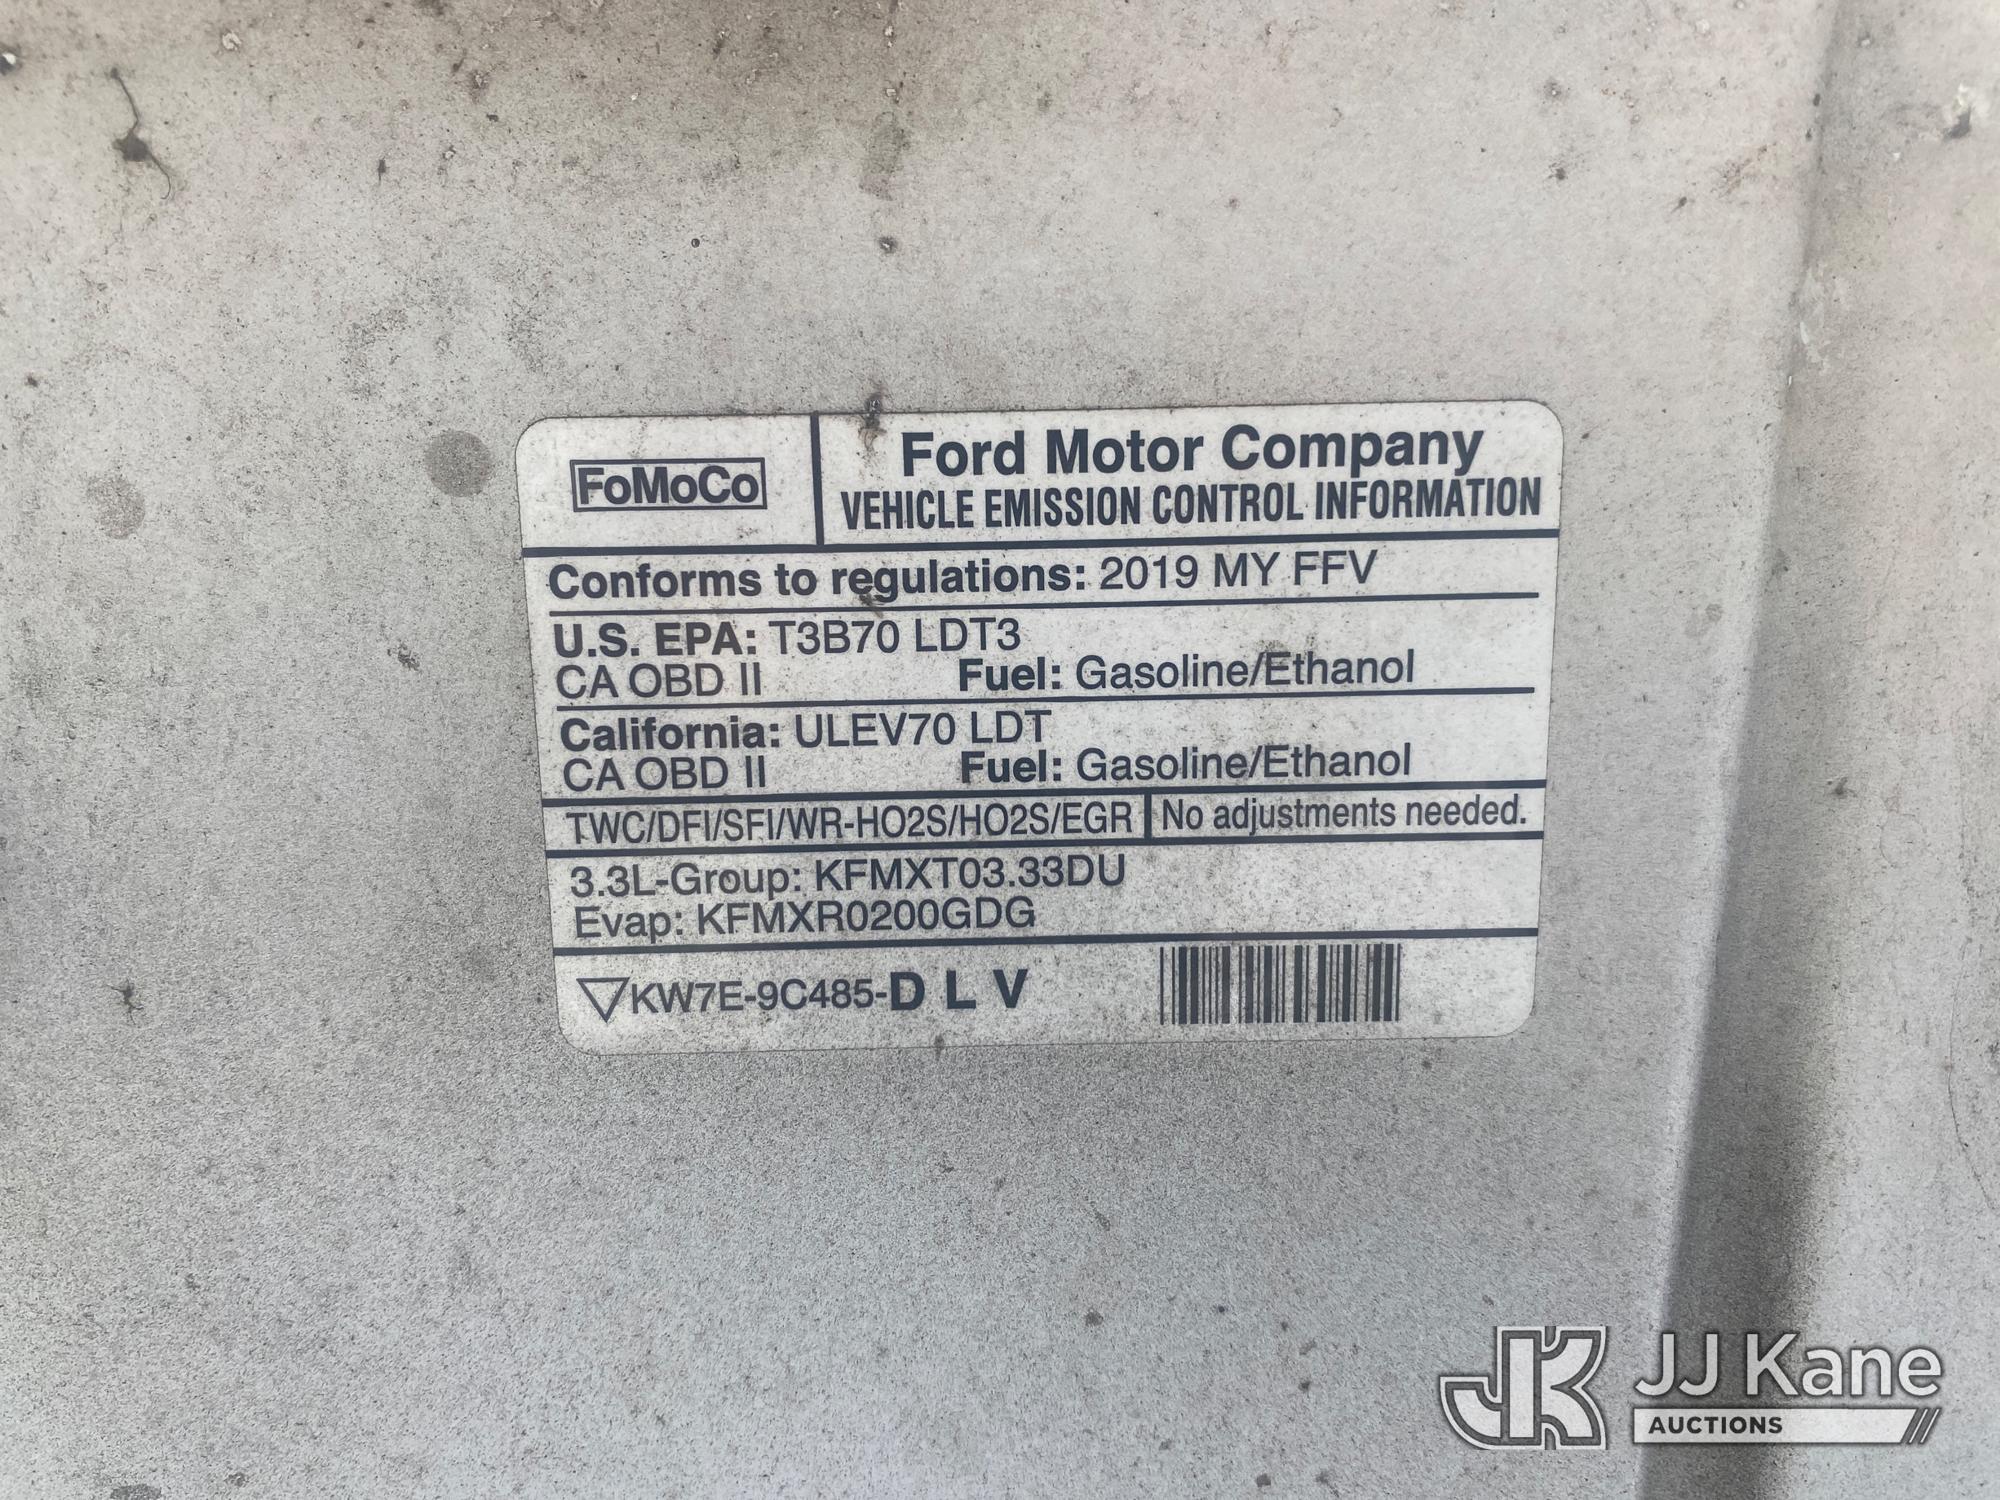 FoMoCo
Ford Motor Company
VEHICLE EMISSION CONTROL INFORMATION
Conforms to regulations: 2019 MY FFV
U.S. EPA: T3B70 LDT3
CA OBD II Fuel: Gasoline/Ethanol
California: ULEV70 LDT
CA OBD II Fuel: Gasoline/Ethanol
TWC/DFI/SFI/WR-HO2S/HO2S/EGR No adjustments needed.
3.3L-Group: KFMXT03.33DU
Evap: KFMXR0200GDG
KW7E-9C485-D L V
JK JJ Kane
AUCTIONS